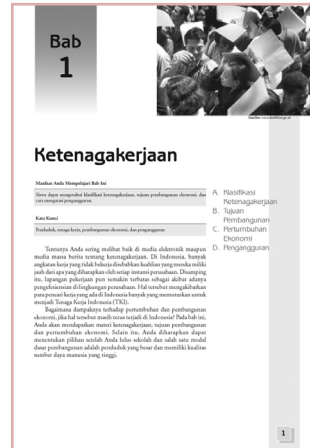 Bab
1
Ketenagakerjaan
Manfaat Anda Mempelajari Bab Ini
Siswa dapat mengetahui klasifikasi ketenagakerjaan, tujuan pembangunan ekonomi, dan
cara mengatasi pengangguran.
Kata Kunci
Penduduk, tenaga kerja, pembangunan ekonomi, dan pengangguran
A. Klasifikasi
Ketenagakerjaan
B. Tujuan
Pembangunan
C. Pertumbuhan
Ekonomi
D. Pengangguran
Tentunya Anda sering melihat baik di media elektronik maupun
media massa berita tentang ketenagakerjaan. Di Indonesia, banyak
angkatan kerja yang tidak bekerja disebabkan keahlian yang mereka miliki
jauh dari apa yang diharapkan oleh setiap instansi perusahaan. Disamping
itu, lapangan pekerjaan pun semakin terbatas sebagai akibat adanya
pengefisiensian di lingkungan perusahaan. Hal tersebut mengakibatkan
para pencari kerja yang ada di Indonesia banyak yang memutuskan untuk
menjadi Tenaga Kerja Indonesia (TKI).
Bagaimana dampaknya terhadap pertumbuhan dan pembangunan
ekonomi, jika hal tersebut masih terus terjadi di Indonesia? Pada bab ini,
Anda akan mendapatkan materi ketenagakerjaan, tujuan pembangunan
dan pertumbuhan ekonomi. Selain itu, Anda diharapkan dapat
menentukan pilihan setelah Anda lulus sekolah dan salah satu modal
dasar pembangunan adalah penduduk yang besar dan memiliki kualitas
sumber daya manusia yang tinggi.
1